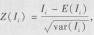 Z(I_i) = \frac{I_i - E(I_i)}{\sqrt{var(I_i)}},